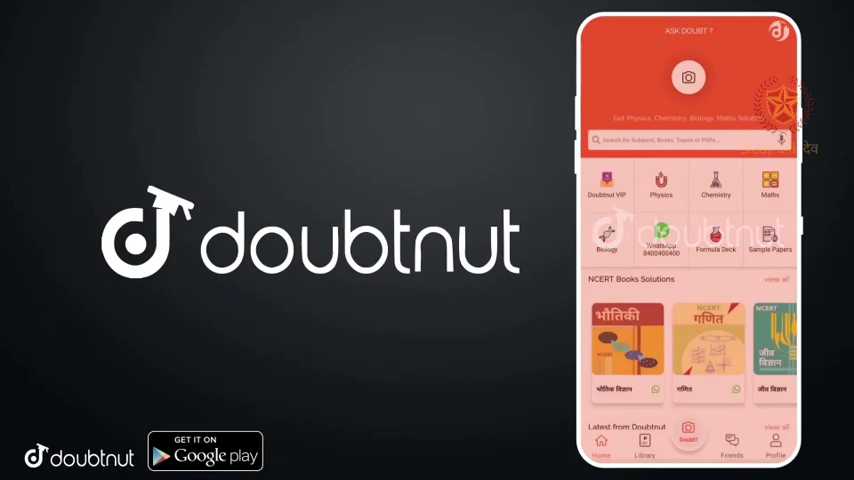 doubtnut
doubtnut
GET IT ON
Google play
ASK DOUBT ?
Get Physics, Chemistry, Biology, Maths Solution
Search for Subjects, Books, Topics or PDFs...
Doubtnut VIP
Physics
Chemistry
Maths
doubtnut
Biology
WhatsApp
8400400400
Formula Deck
Sample Papers
NCERT Books Solutions
view all
भौतिकी
NCERT
भौतिक विज्ञान
NCERT
गणित
गणित
NCERT
जीव
विज्ञान
जीव विज्ञान
Latest from Doubtnut
view all
Doubt?
Home
Library
Friends
Profile